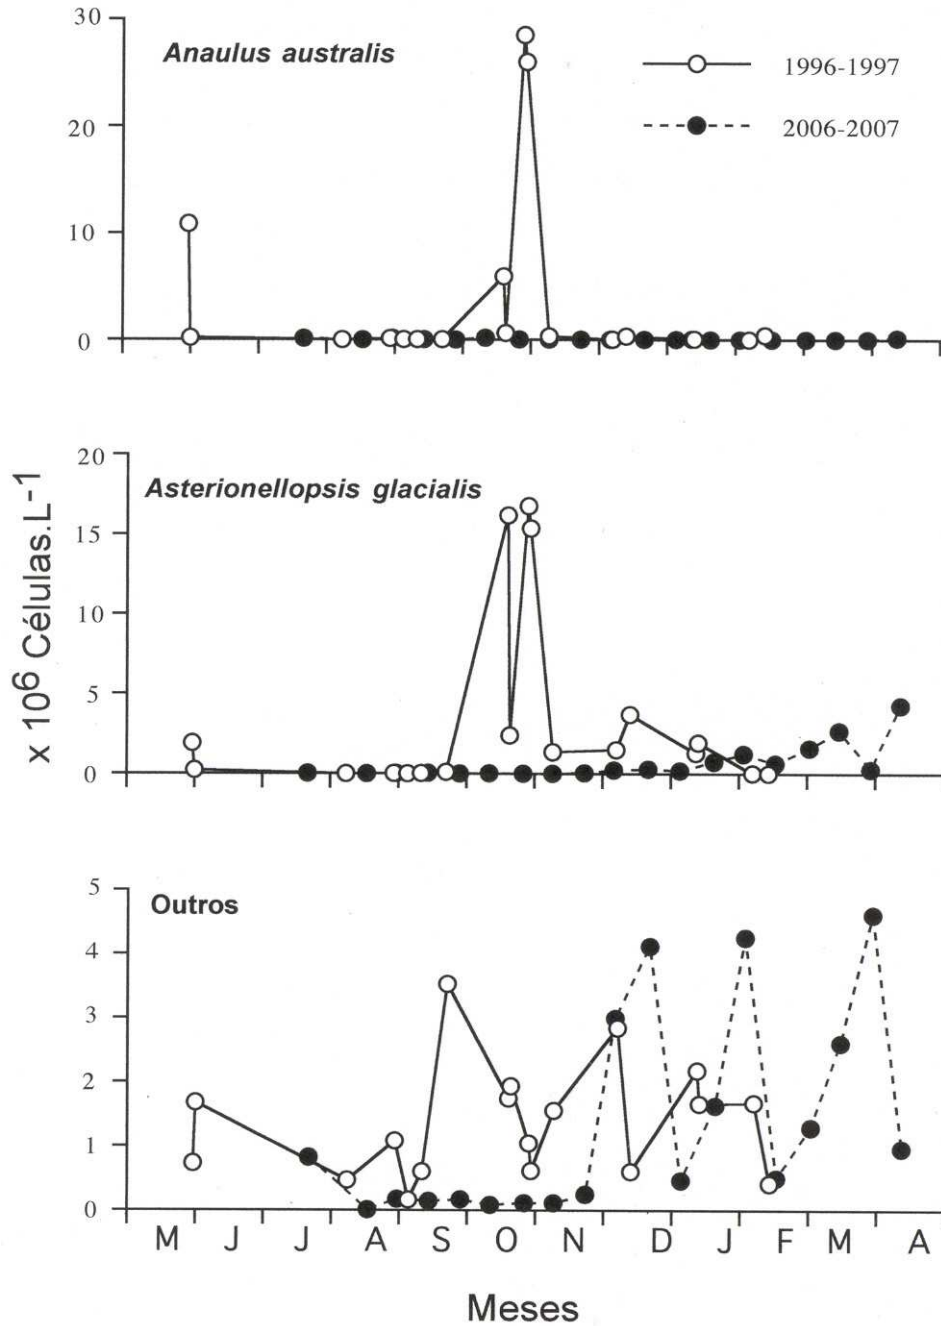 30
Anaulus australis
1996-1997
2006-2007
20
10
0
20
Asterionellopsis glacialis
15
10
5
0
x 10⁶ Células.L⁻¹
5
Outros
4
3
2
1
0
M J J A S O N D J F M A
Meses